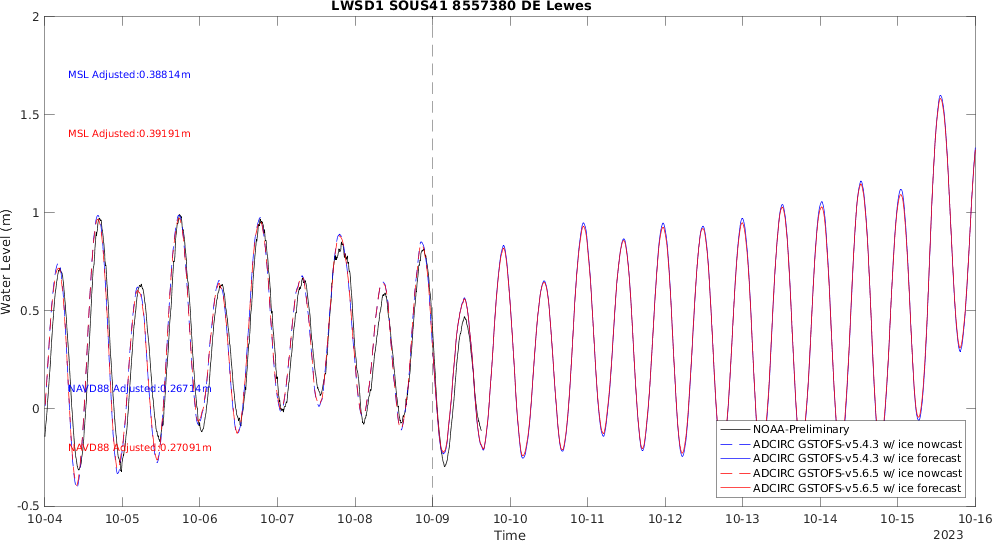 LWSD1 SOUS41 8557380 DE Lewes
2
MSL Adjusted:0.38814m
1.5
MSL Adjusted:0.39191m
1
Water Level (m)
0.5
NAVD88 Adjusted:0.26714m
0
NAVD88 Adjusted:0.27091m
NOAA-Preliminary
ADCIRC GSTOFS-v5.4.3 w/ ice nowcast
ADCIRC GSTOFS-v5.4.3 w/ ice forecast
ADCIRC GSTOFS-v5.6.5 w/ ice nowcast
ADCIRC GSTOFS-v5.6.5 w/ ice forecast
-0.5
10-04 10-05 10-06 10-07 10-08 10-09 10-10 10-11 10-12 10-13 10-14 10-15 10-16
Time
2023